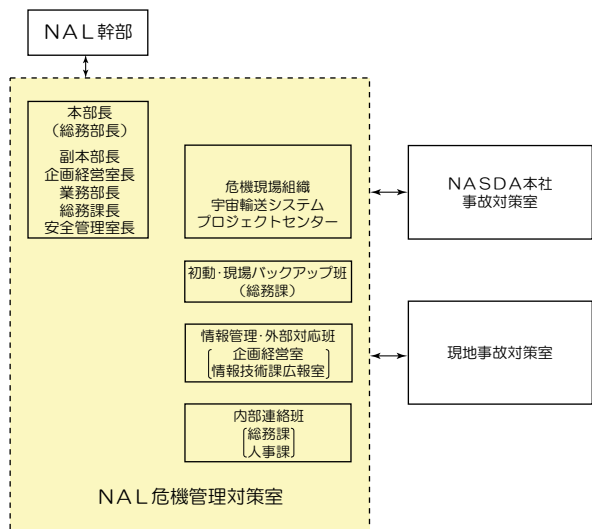 NAL幹部
本部長
（総務部長）
副本部長
企画経営室長
業務部長
総務課長
安全管理室長
危機現場組織
宇宙輸送システム
プロジェクトセンター
初動・現場バックアップ班
（総務課）
情報管理・外部対応班
企画経営室
情報技術課広報室
内部連絡班
総務課
人事課
NAL危機管理対策室
NASDA本社
事故対策室
現地事故対策室